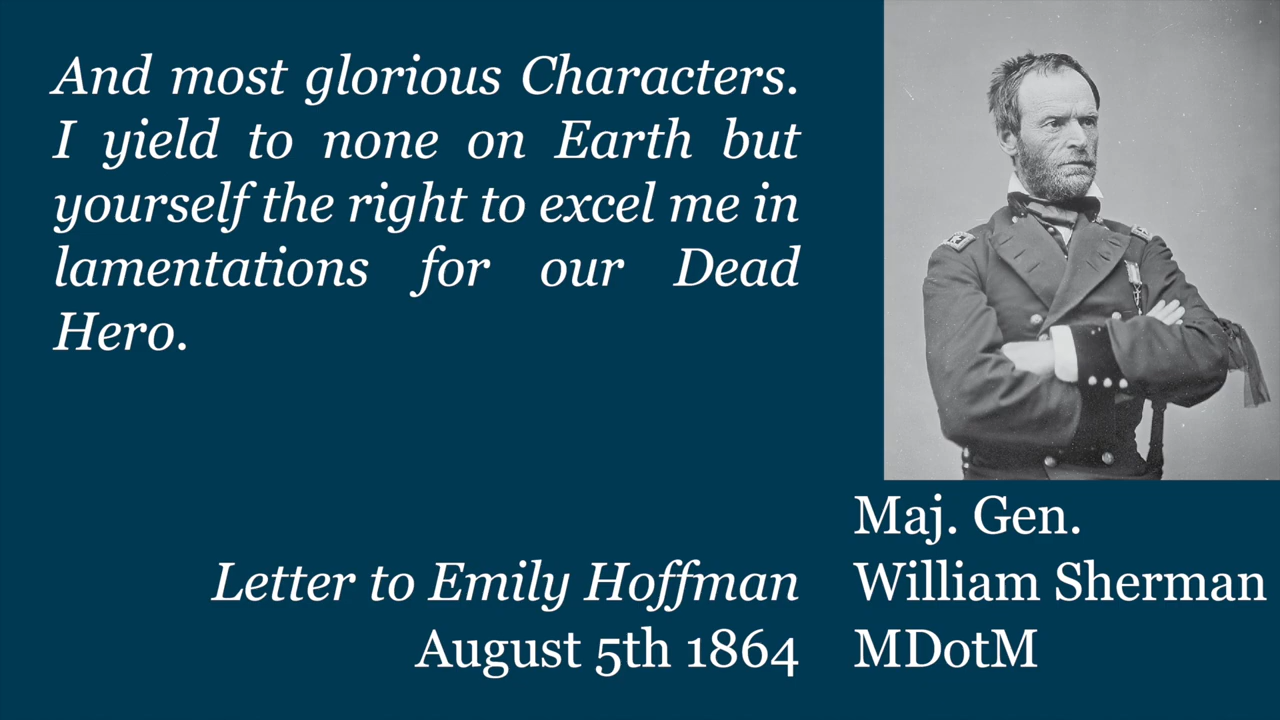 And most glorious Characters.
I yield to none on Earth but
yourself the right to excel me in
lamentations for our Dead
Hero.
Letter to Emily Hoffman
August 5th 1864
Maj. Gen.
William Sherman
MDotM